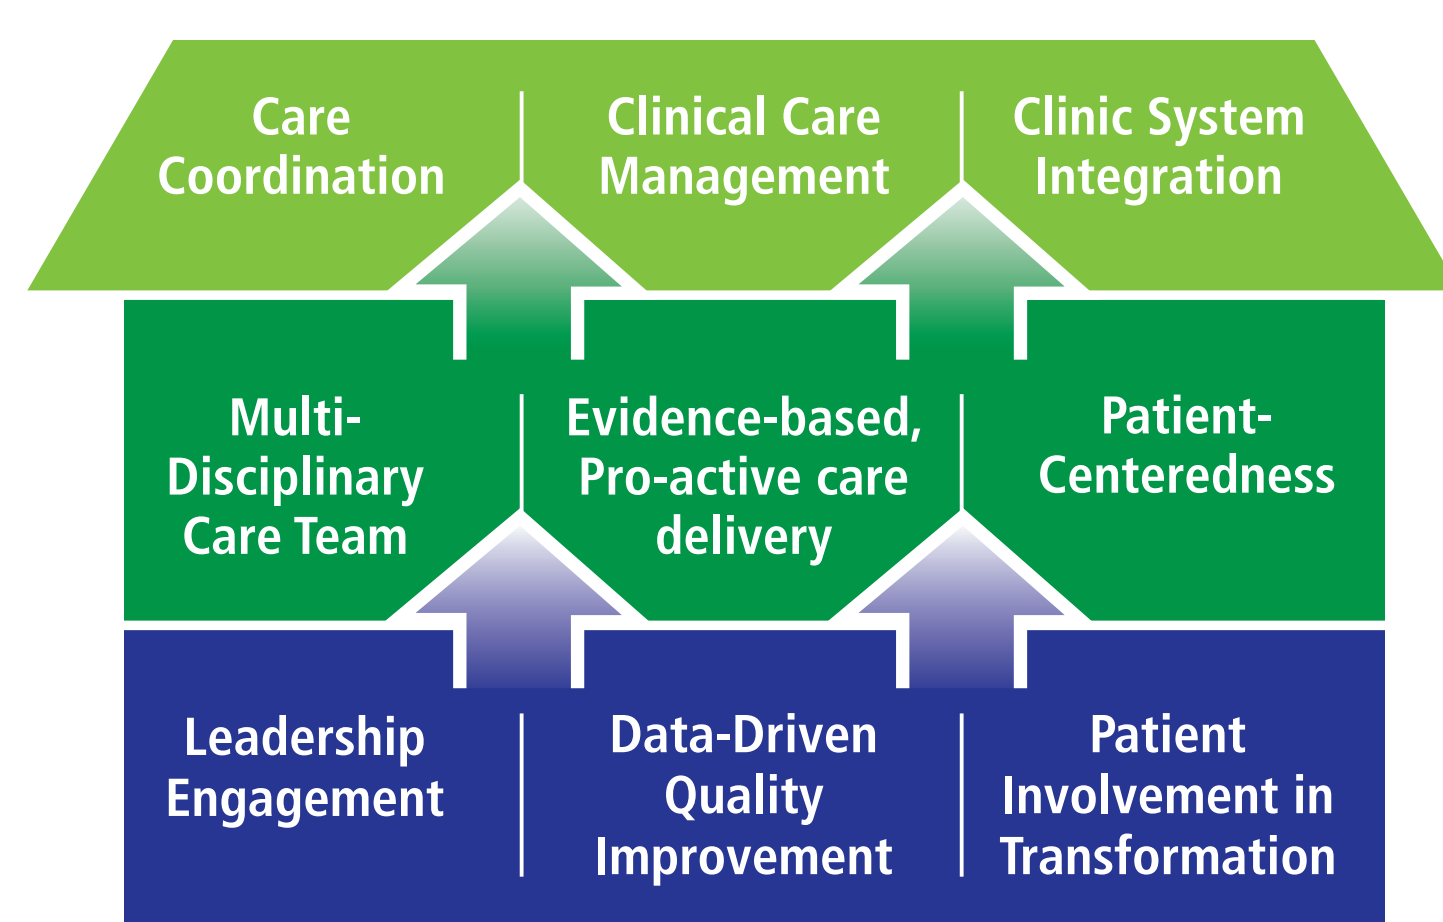 Care
Coordination
Clinical Care
Management
Clinic System
Integration
Multi-
Disciplinary
Care Team
Evidence-based,
Pro-active care
delivery
Patient-
Centeredness
Leadership
Engagement
Data-Driven
Quality
Improvement
Patient
Involvement in
Transformation